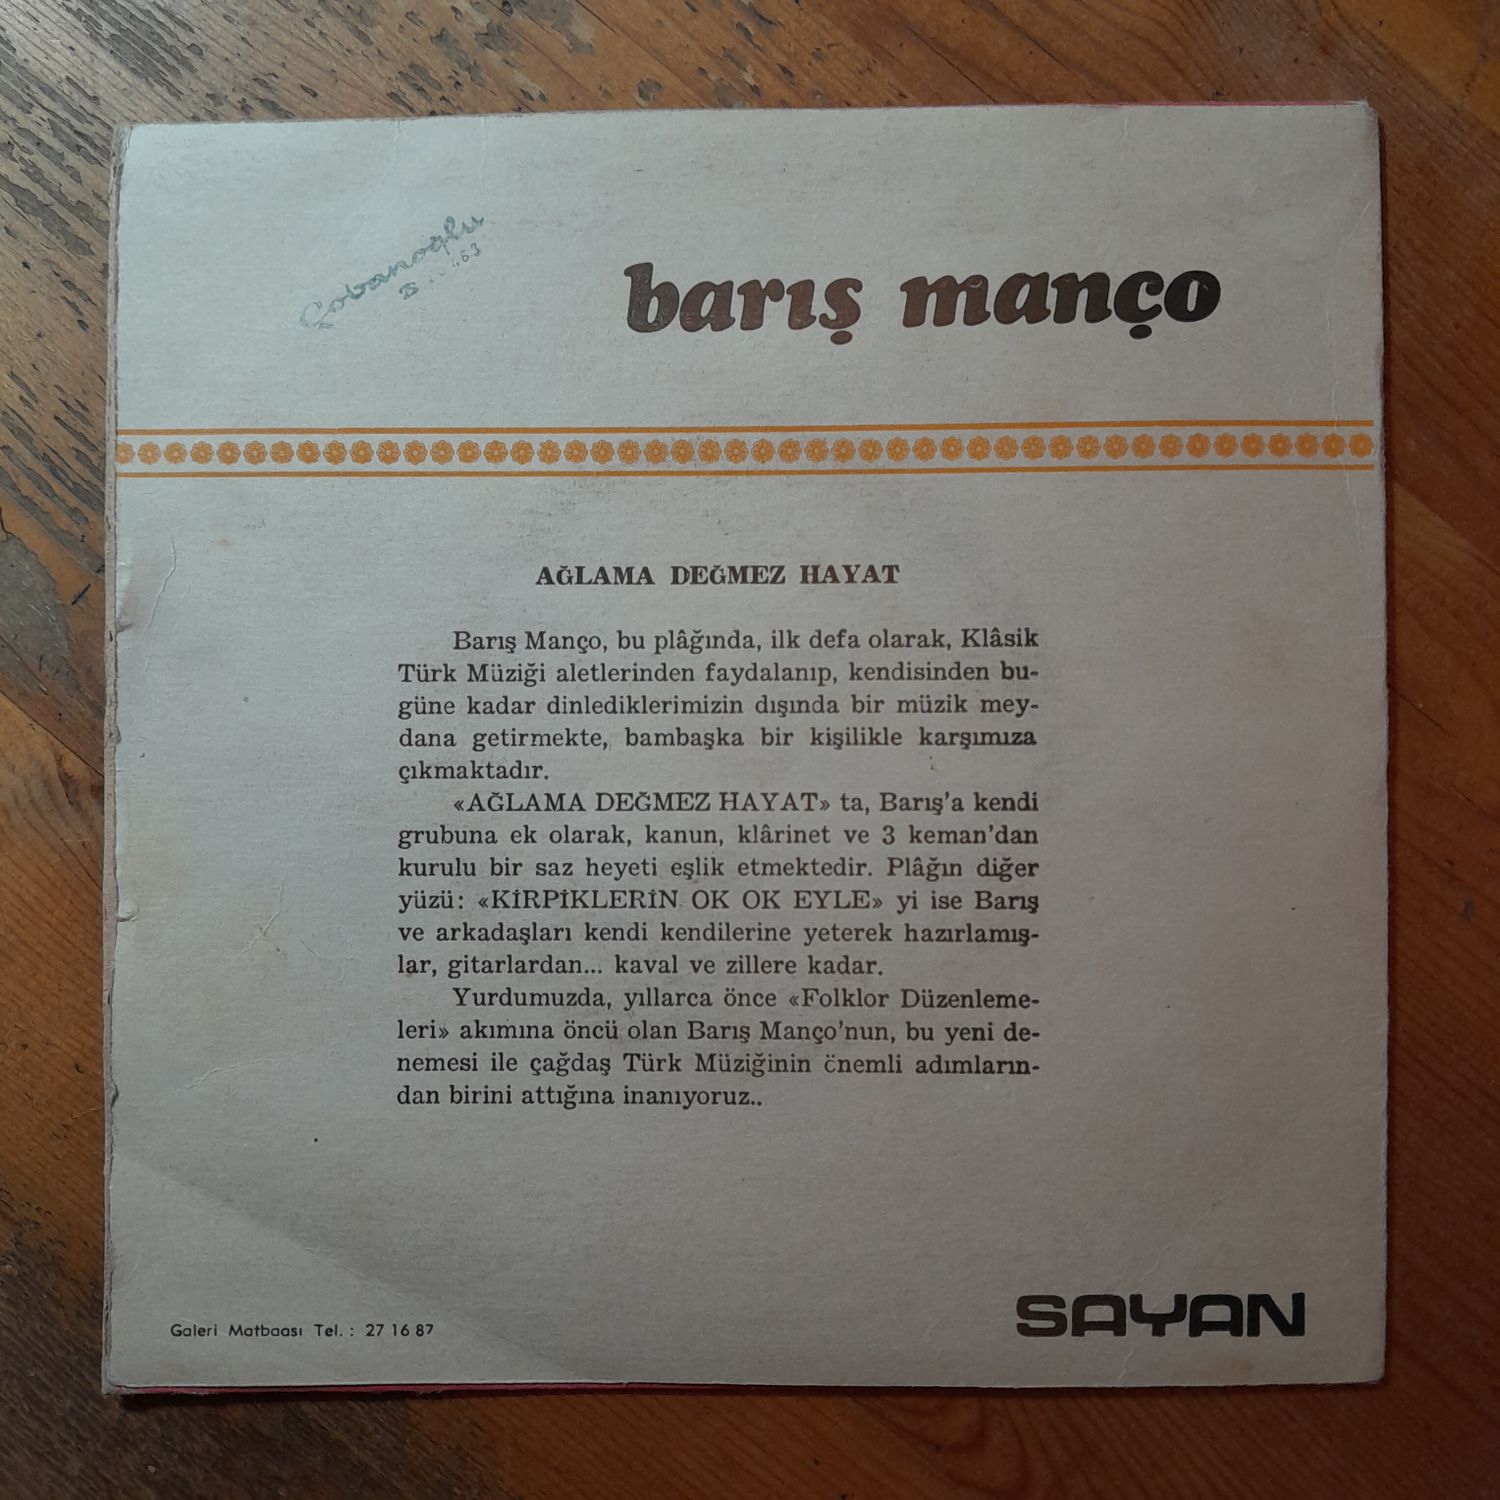 Çobanoğlu
barış manço
AĞLAMA DEĞMEZ HAYAT
Barış Manço, bu plâğında, ilk defa olarak, Klâsik
Türk Müziği aletlerinden faydalanıp, kendisinden bu-
güne kadar dinlediklerimizin dışında bir müzik mey-
dana getirmekte, bambaşka bir kişilikle karşımıza
çıkmaktadır.
«AĞLAMA DEĞMEZ HAYAT» ta, Barış'a kendi
grubuna ek olarak, kanun, klârinet ve 3 keman'dan
kurulu bir saz heyeti eşlik etmektedir. Plâğın diğer
yüzü: «KİRPİKLERİN OK OK EYLE» yi ise Barış
ve arkadaşları kendi kendilerine yeterek hazırlamış-
lar, gitarlardan... kaval ve zillere kadar.
Yurdumuzda, yıllarca önce «Folklor Düzenleme-
leri» akımına öncü olan Barış Manço'nun, bu yeni de-
nemesi ile çağdaş Türk Müziğinin önemli adımların-
dan birini attığına inanıyoruz..
Galeri Matbaası Tel. : 27 16 87
SAYAN